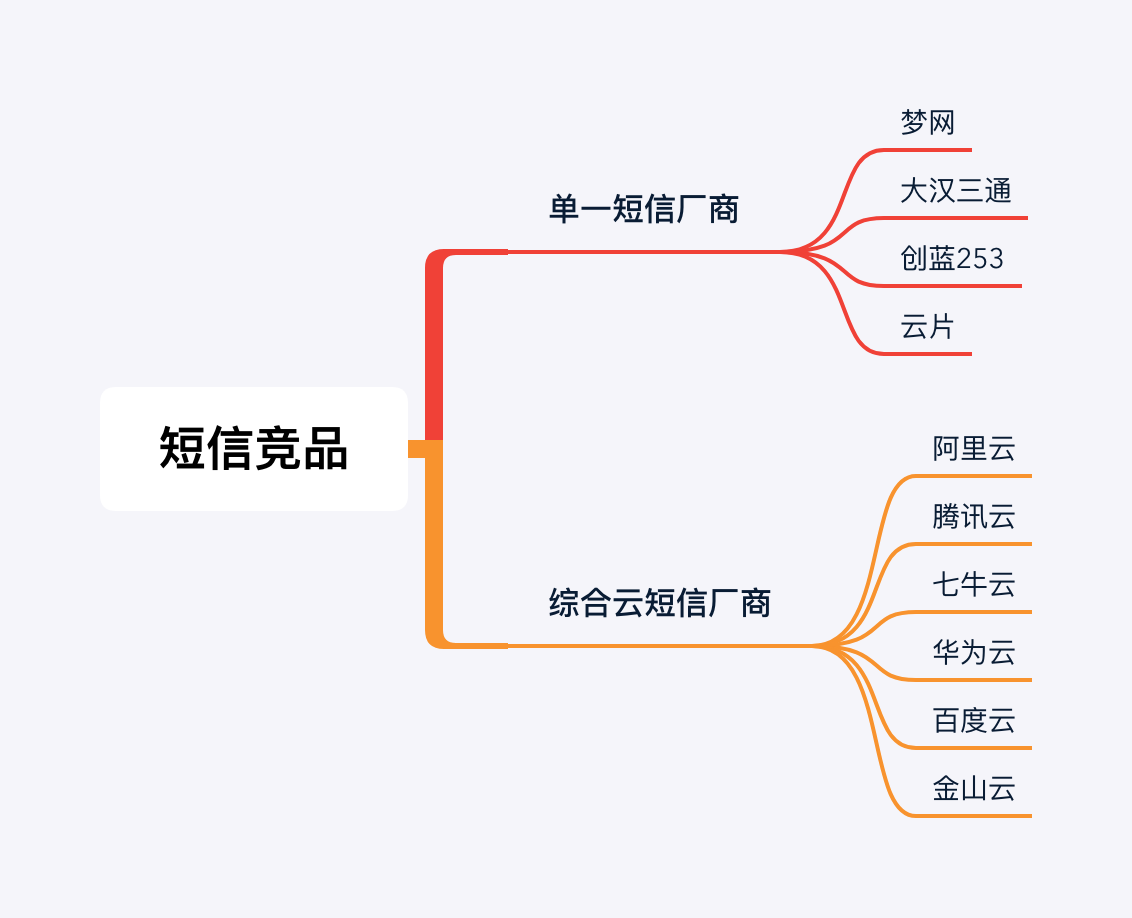 短信竞品
单一短信厂商
梦网
大汉三通
创蓝253
云片
综合云短信厂商
阿里云
腾讯云
七牛云
华为云
百度云
金山云